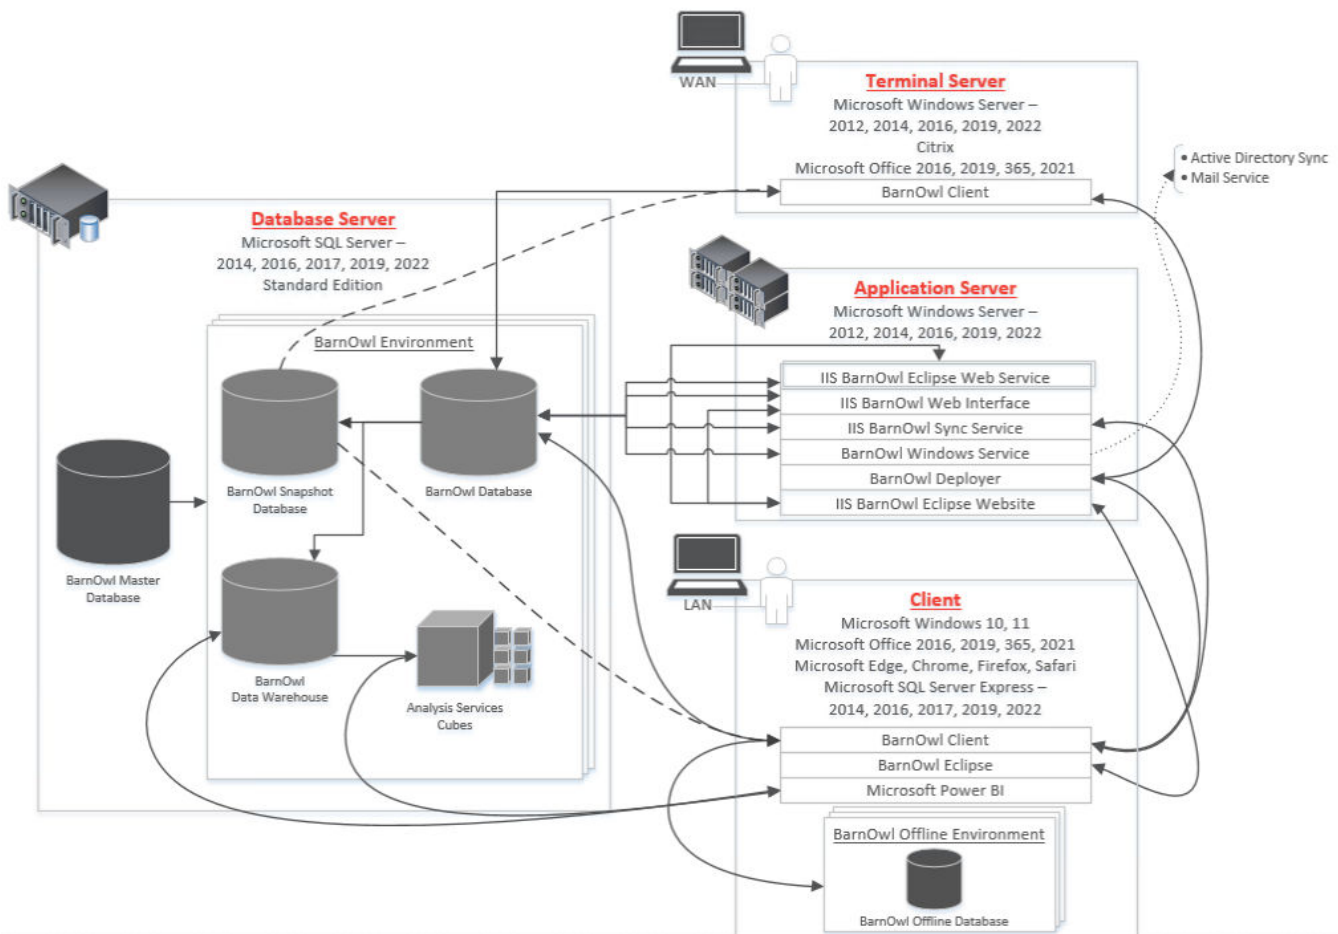 WAN
Terminal Server
Microsoft Windows Server –
2012, 2014, 2016, 2019, 2022
Citrix
Microsoft Office 2016, 2019, 365, 2021
BarnOwl Client
• Active Directory Sync
• Mail Service
Database Server
Microsoft SQL Server –
2014, 2016, 2017, 2019, 2022
Standard Edition
BarnOwl Environment
BarnOwl Snapshot
Database
BarnOwl Database
BarnOwl Master
Database
BarnOwl
Data Warehouse
Analysis Services
Cubes
Application Server
Microsoft Windows Server –
2012, 2014, 2016, 2019, 2022
IIS BarnOwl Eclipse Web Service
IIS BarnOwl Web Interface
IIS BarnOwl Sync Service
BarnOwl Windows Service
BarnOwl Deployer
IIS BarnOwl Eclipse Website
LAN
Client
Microsoft Windows 10, 11
Microsoft Office 2016, 2019, 365, 2021
Microsoft Edge, Chrome, Firefox, Safari
Microsoft SQL Server Express –
2014, 2016, 2017, 2019, 2022
BarnOwl Client
BarnOwl Eclipse
Microsoft Power BI
BarnOwl Offline Environment
BarnOwl Offline Database